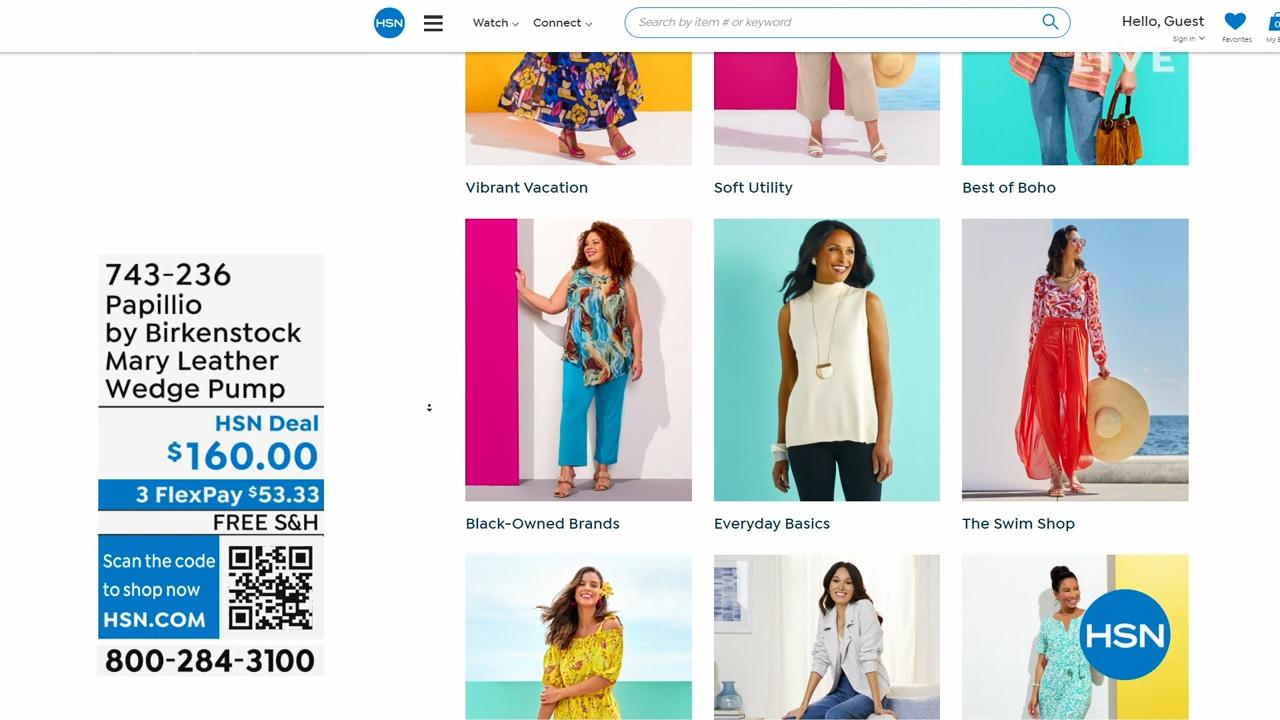 HSN
Watch
Connect
Search by item # or keyword
Hello, Guest
Sign In
Favorites
0
LIVE
Vibrant Vacation
Soft Utility
Best of Boho
743-236
Papillio
by Birkenstock
Mary Leather
Wedge Pump
HSN Deal
$160.00
3 FlexPay $53.33
FREE S&H
Scan the code
to shop now
HSN.COM
800-284-3100
Black-Owned Brands
Everyday Basics
The Swim Shop
HSN